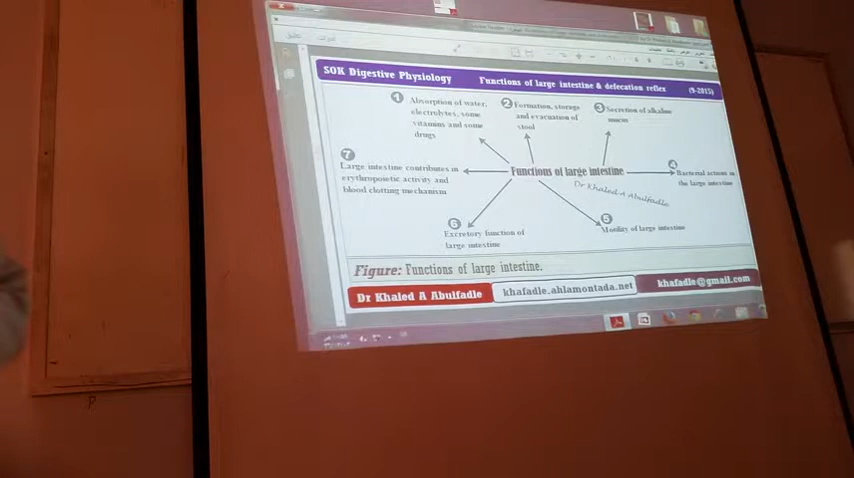 SOK Digestive Physiology
Functions of large intestine & defecation reflex
(9-2015)
1
Absorption of water,
electrolytes, some
vitamins and some
drugs
2
Formation, storage
and evacuation of
stool
3
Secretion of alkaline
mucus
7
Large intestine contributes in
erythropoietic activity and
blood clotting mechanism
Functions of large intestine
4
Bacterial actions in
the large intestine
Dr Khaled A Abulfadle
6
Excretory function of
large intestine
5
Motility of large intestine
Figure: Functions of large intestine.
Dr Khaled A Abulfadle
khafadle.ahlamontada.net
khafadle@gmail.com